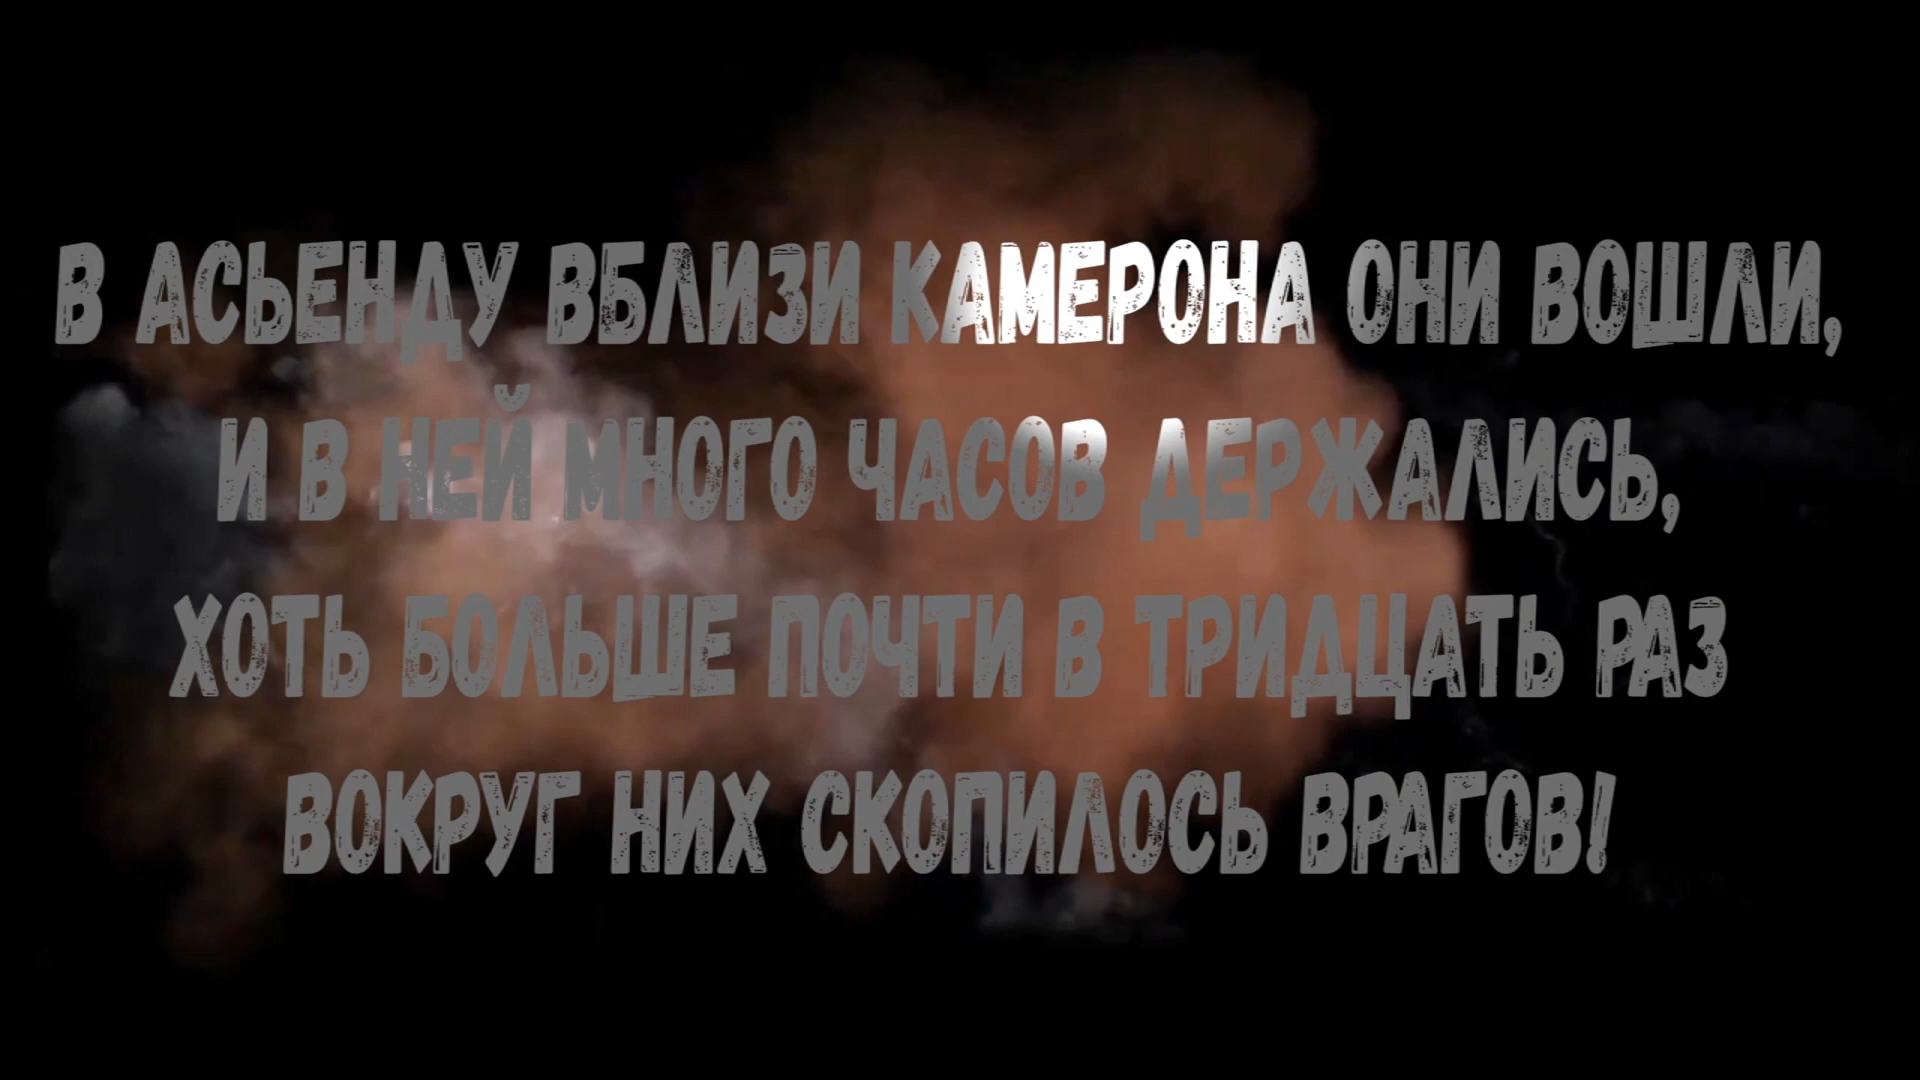 В АСЬЕНДУ ВБЛИЗИ КАМЕРОНА ОНИ ВОШЛИ,
И В НЕЙ МНОГО ЧАСОВ ДЕРЖАЛИСЬ,
ХОТЬ БОЛЬШЕ ПОЧТИ В ТРИДЦАТЬ РАЗ
ВОКРУГ НИХ СКОПИЛОСЬ ВРАГОВ!